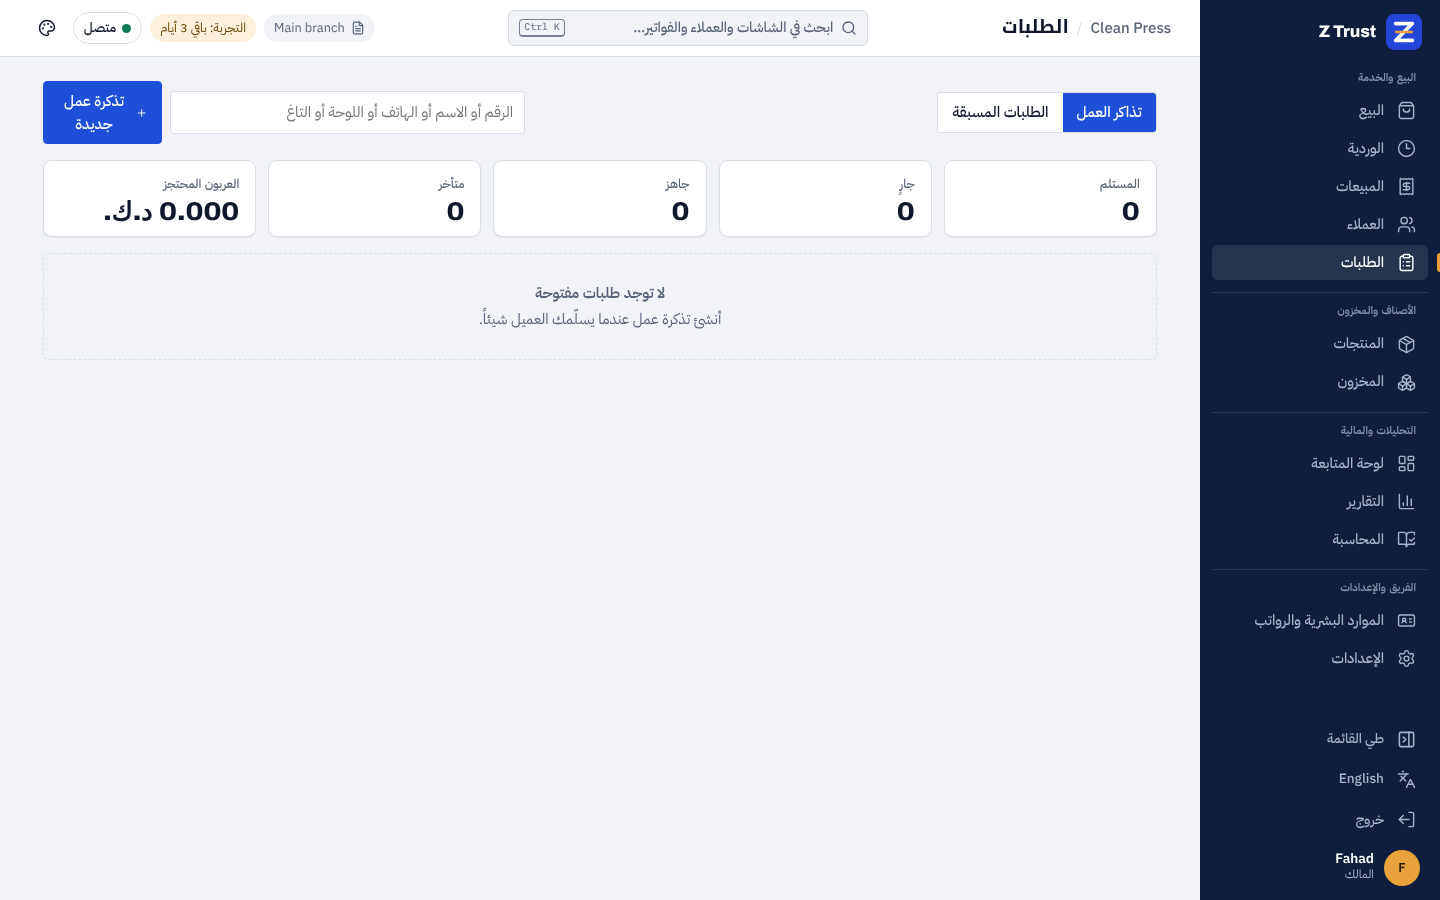 Z Trust
البيع والخدمة
البيع
الوردية
المبيعات
العملاء
الطلبات
الأصناف والمخزون
المنتجات
المخزون
التحليلات والمالية
لوحة المتابعة
التقارير
المحاسبة
الفريق والإعدادات
الموارد البشرية والرواتب
الإعدادات
طي القائمة
English
خروج
F
Fahad
المالك
Clean Press / الطلبات
ابحث في الشاشات والعملاء والفواتير...
Ctrl K
Main branch
التجربة: باقي 3 أيام
متصل
تذاكر العمل
الطلبات المسبقة
الرقم أو الاسم أو الهاتف أو اللوحة أو التاغ
+ تذكرة عمل
جديدة
المستلم
0
جارٍ
0
جاهز
0
متأخر
0
العربون المحتجز
0.000 د.ك.
لا توجد طلبات مفتوحة
أنشئ تذكرة عمل عندما يسلّمك العميل شيئاً.